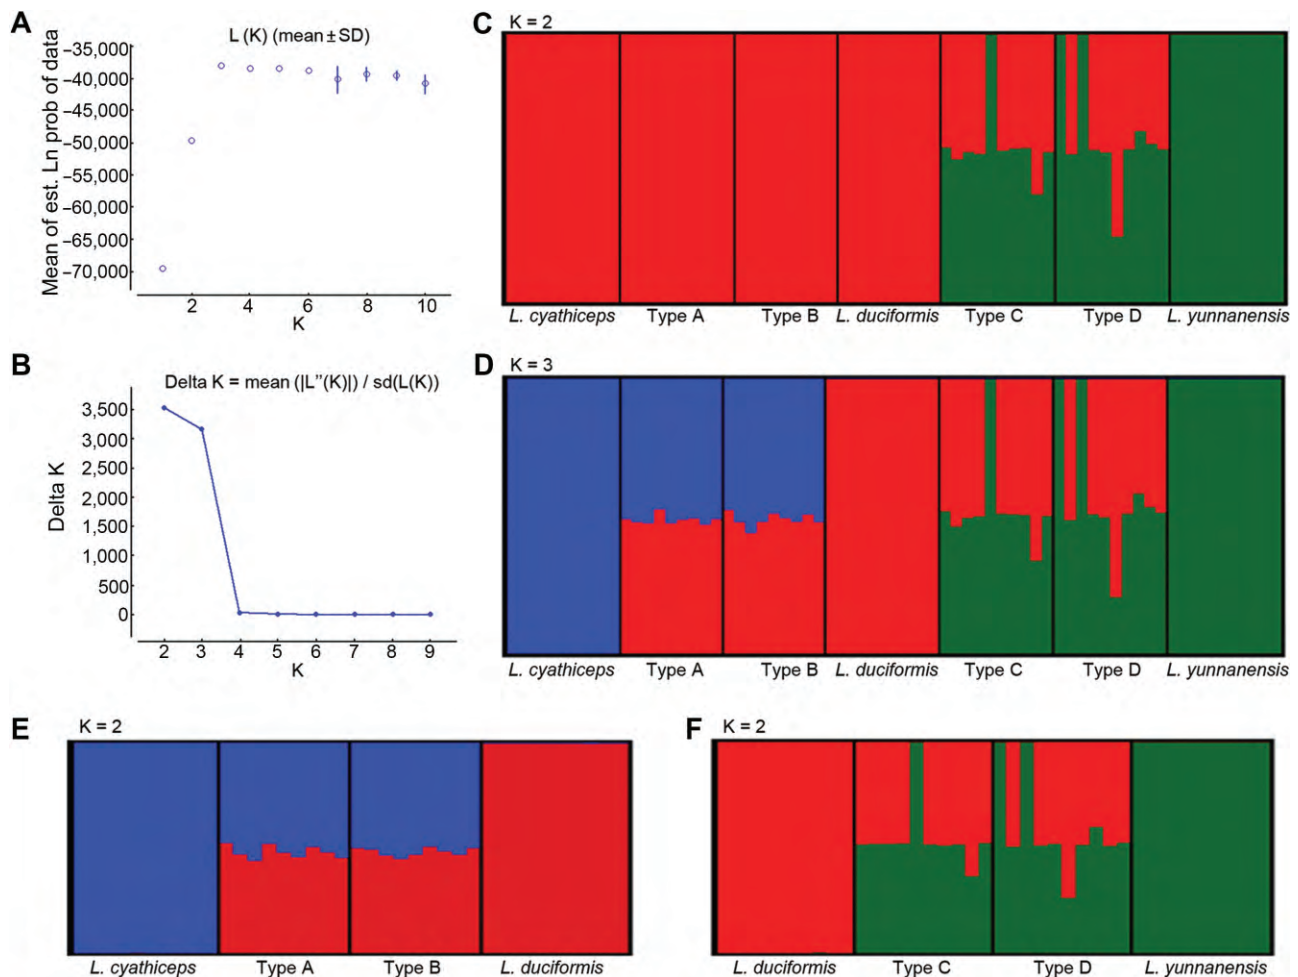 A
L (K) (mean ± SD)
Mean of est. Ln prob of data
−35,000
−40,000
−45,000
−50,000
−55,000
−60,000
−65,000
−70,000
2 4 6 8 10
K
B
Delta K = mean (|L”(K)|) / sd(L(K))
Delta K
3,500
3,000
2,500
2,000
1,500
1,000
500
0
2 3 4 5 6 7 8 9
K
C
K = 2
L. cyathiceps Type A Type B L. duciformis Type C Type D L. yunnanensis
D
K = 3
L. cyathiceps Type A Type B L. duciformis Type C Type D L. yunnanensis
E
K = 2
L. cyathiceps Type A Type B L. duciformis
F
K = 2
L. duciformis Type C Type D L. yunnanensis